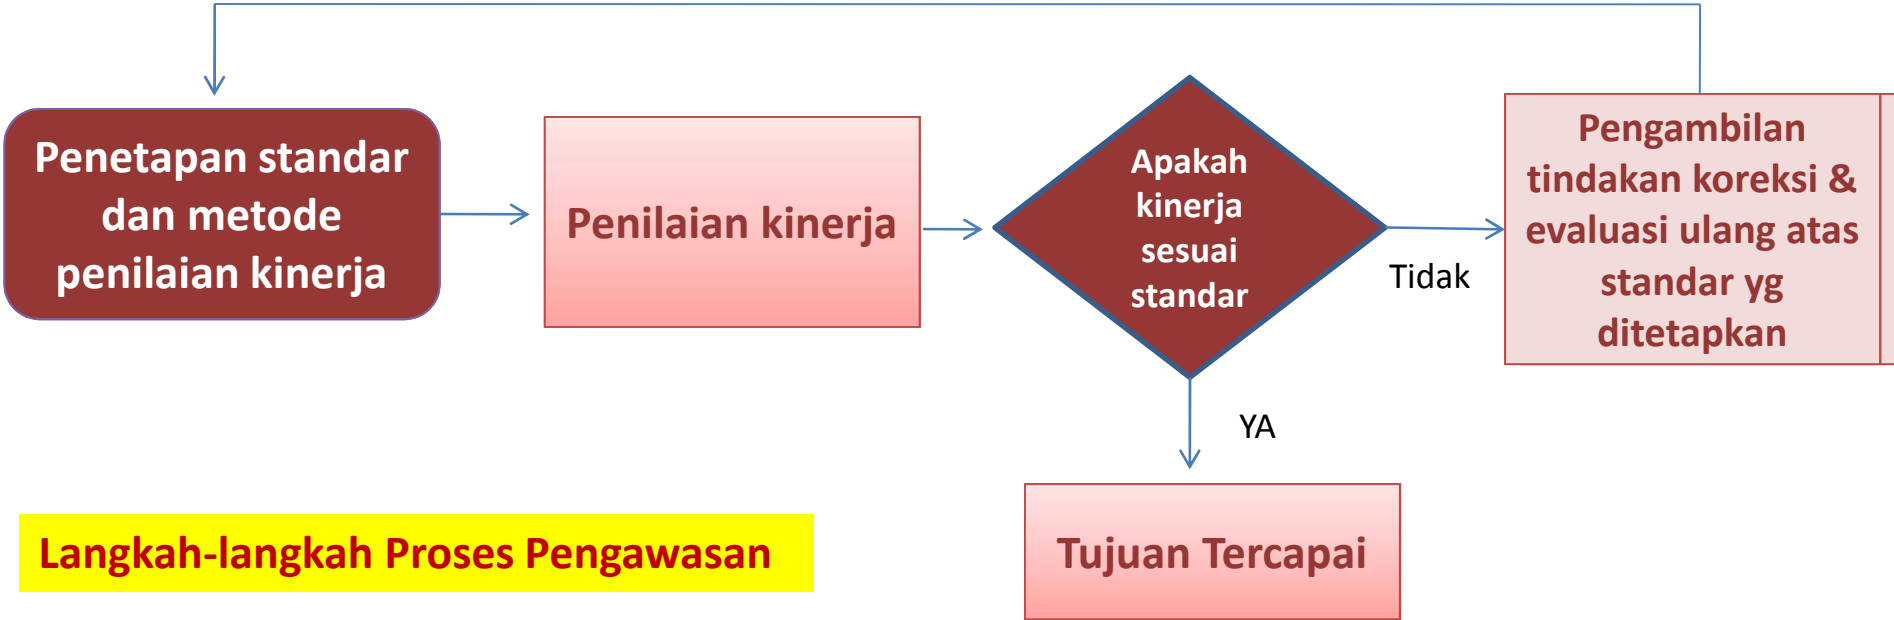 Penetapan standar
dan metode
penilaian kinerja
Penilaian kinerja
Apakah
kinerja
sesuai
standar
Tidak
Pengambilan
tindakan koreksi &
evaluasi ulang atas
standar yg
ditetapkan
YA
Tujuan Tercapai
Langkah-langkah Proses Pengawasan